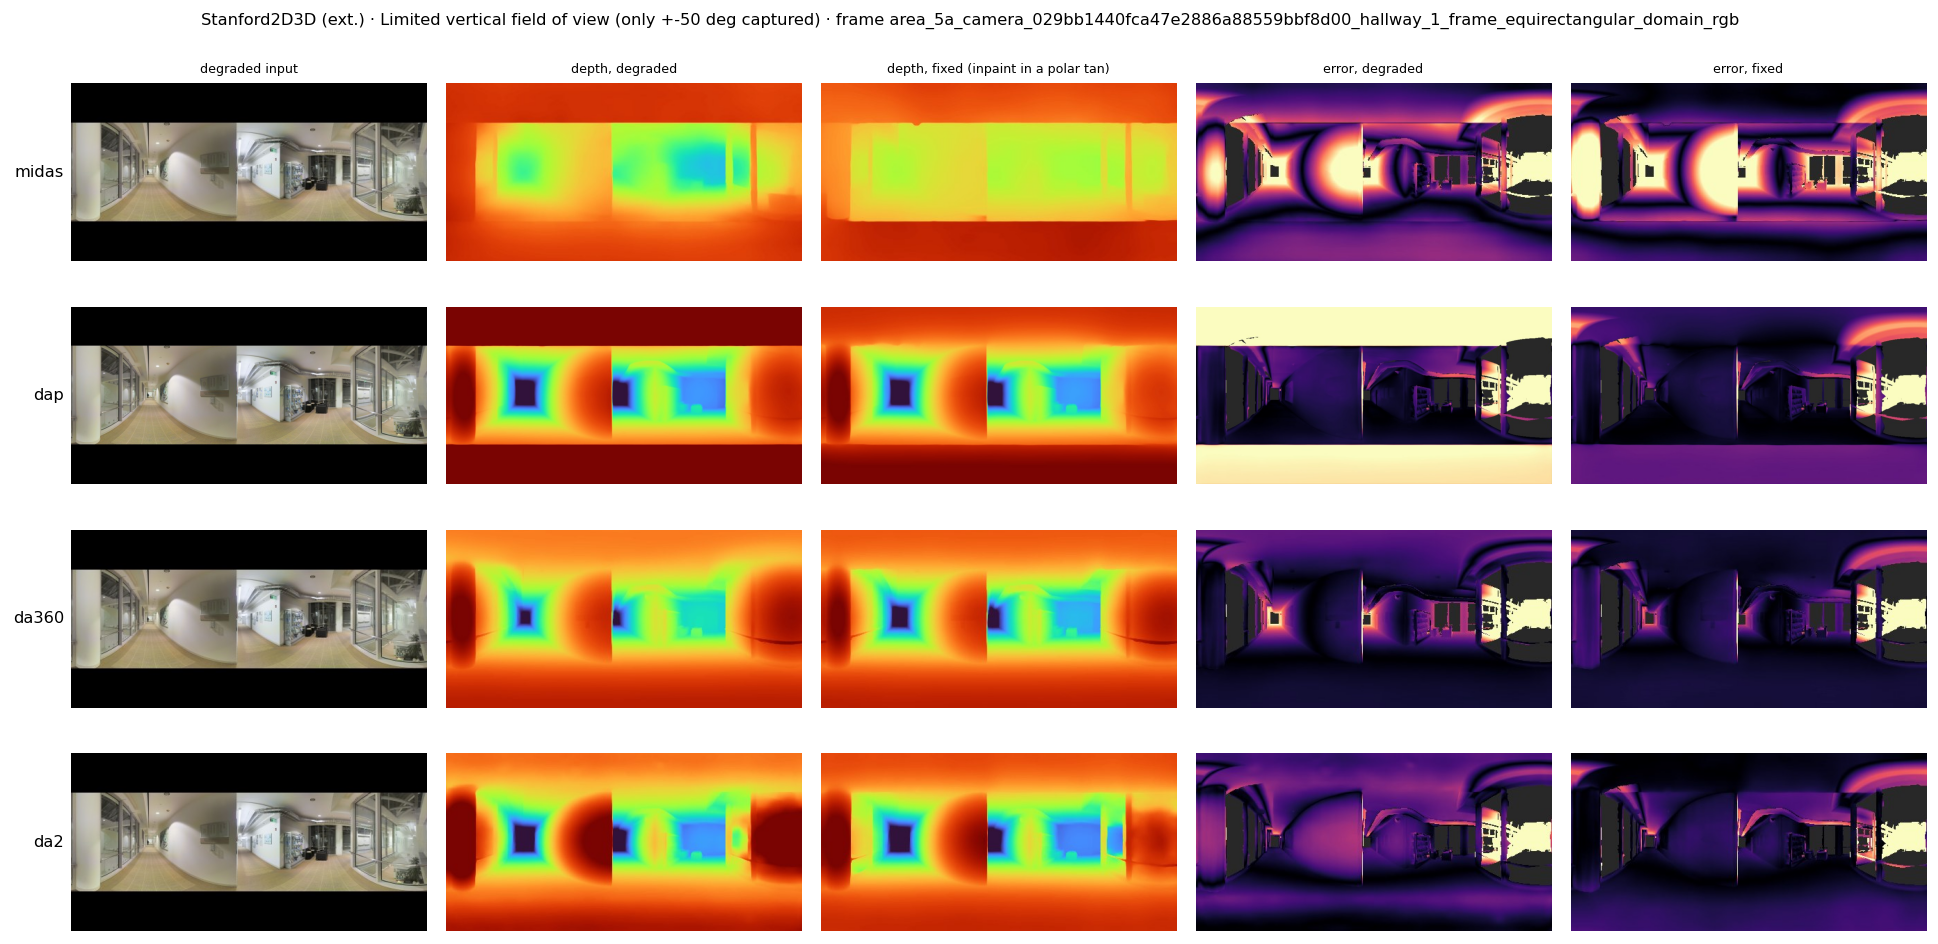 Stanford2D3D (ext.) · Limited vertical field of view (only +-50 deg captured) · frame area_5a_camera_029bb1440fca47e2886a88559bbf8d00_hallway_1_frame_equirectangular_domain_rgb
degraded input
depth, degraded
depth, fixed (inpaint in a polar tan)
error, degraded
error, fixed
midas
dap
da360
da2